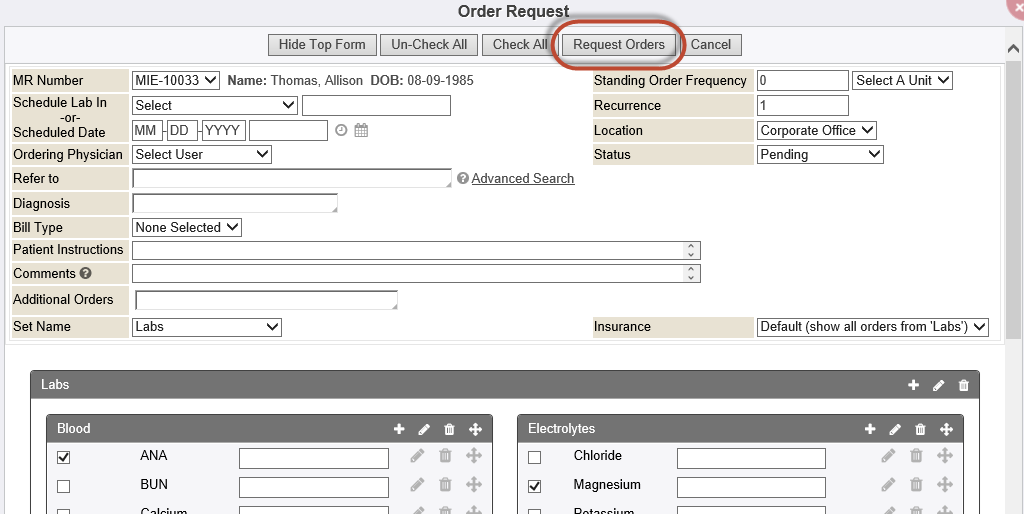 Order Request
Hide Top Form Un-Check All Check All Request Orders Cancel
MR Number MIE-10033 Name: Thomas, Allison DOB: 08-09-1985 Standing Order Frequency 0 Select A Unit
Schedule Lab In Select Recurrence 1
-or-
Scheduled Date MM - DD - YYYY Location Corporate Office
Ordering Physician Select User Status Pending
Refer to Advanced Search
Diagnosis
Bill Type None Selected
Patient Instructions
Comments
Additional Orders
Set Name Labs Insurance Default (show all orders from 'Labs')
Labs
Blood Electrolytes
ANA Chloride
BUN Magnesium
Calcium Potassium